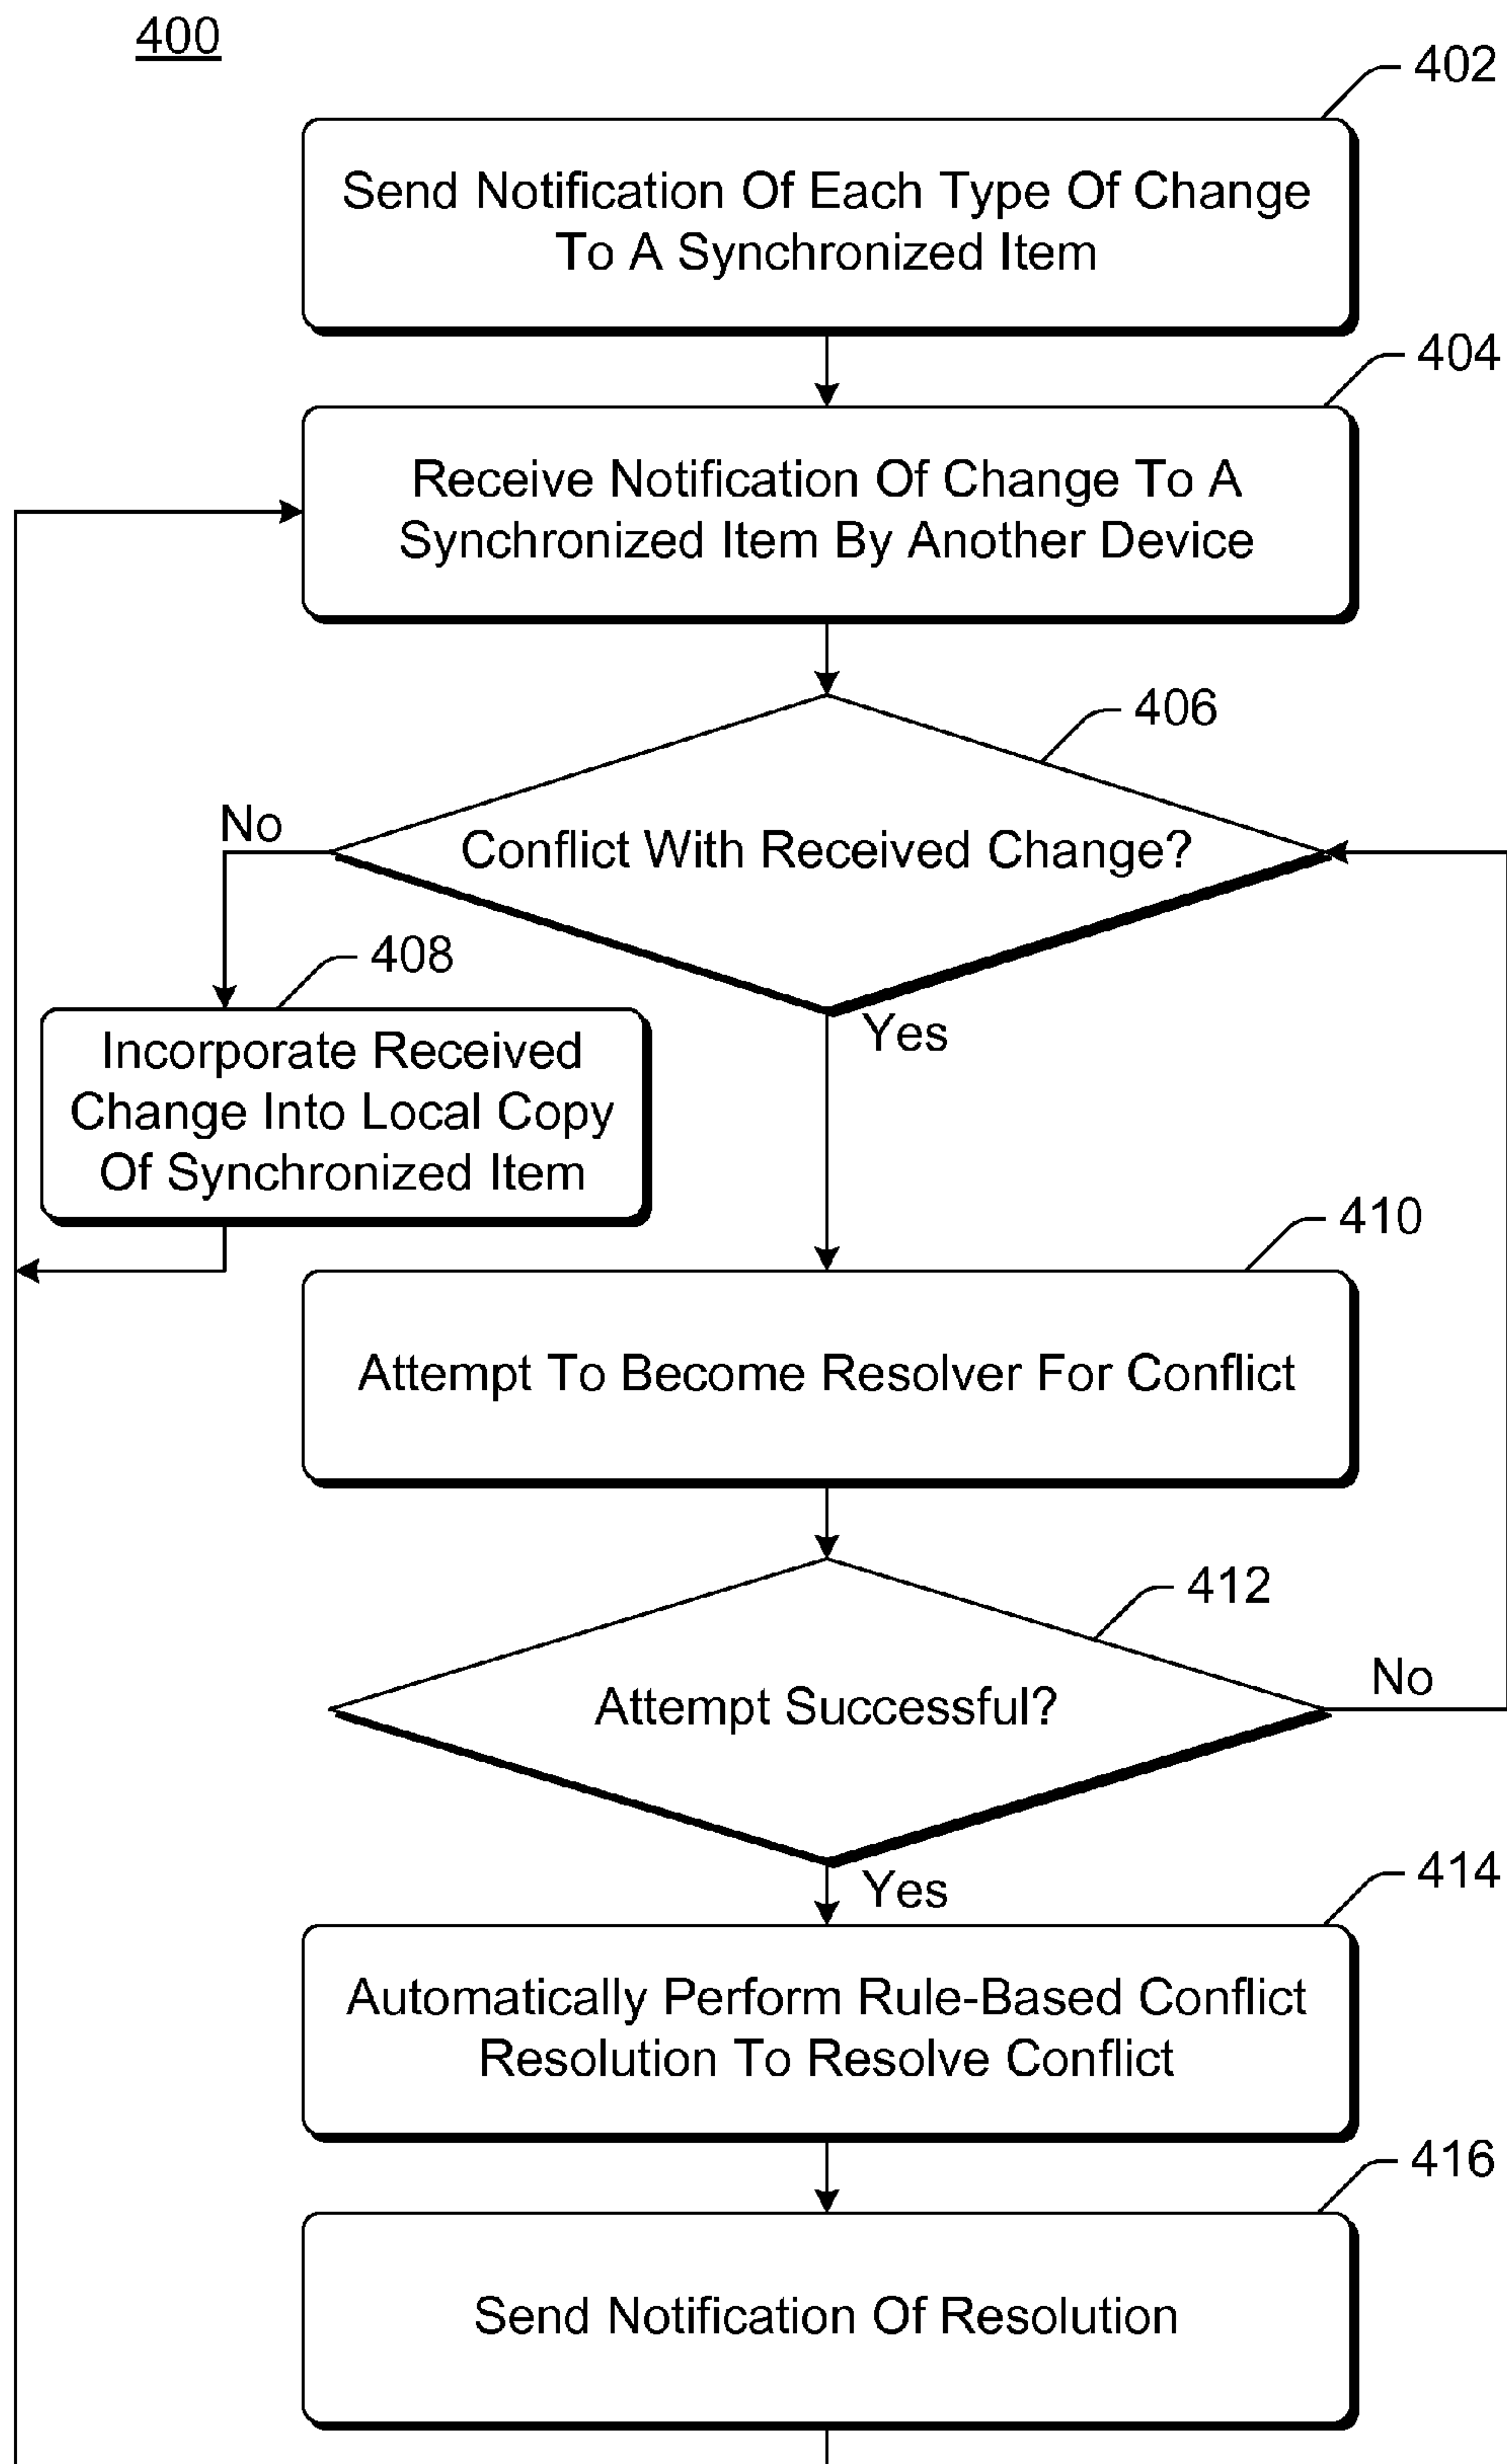 400
402
Send Notification Of Each Type Of Change
To A Synchronized Item
404
Receive Notification Of Change To A
Synchronized Item By Another Device
406
No
Conflict With Received Change?
Yes
408
Incorporate Received
Change Into Local Copy
Of Synchronized Item
410
Attempt To Become Resolver For Conflict
412
Attempt Successful?
No
Yes
414
Automatically Perform Rule-Based Conflict
Resolution To Resolve Conflict
416
Send Notification Of Resolution